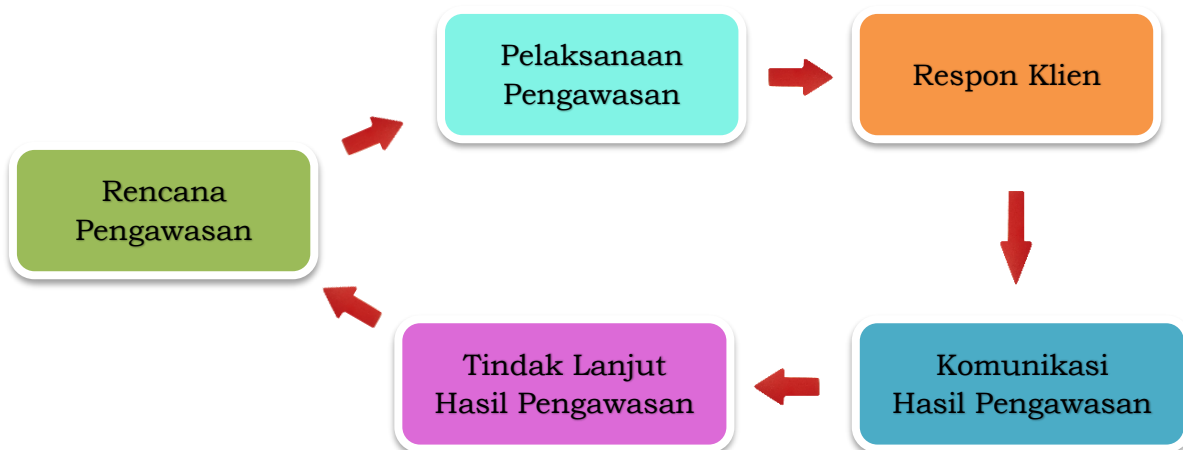 Pelaksanaan
Pengawasan
Respon Klien
Rencana
Pengawasan
Tindak Lanjut
Hasil Pengawasan
Komunikasi
Hasil Pengawasan